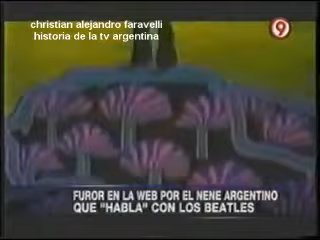 christian alejandro faravelli
historia de la tv argentina
9
FUROR EN LA WEB POR EL NENE ARGENTINO
QUE "HABLA" CON LOS BEATLES